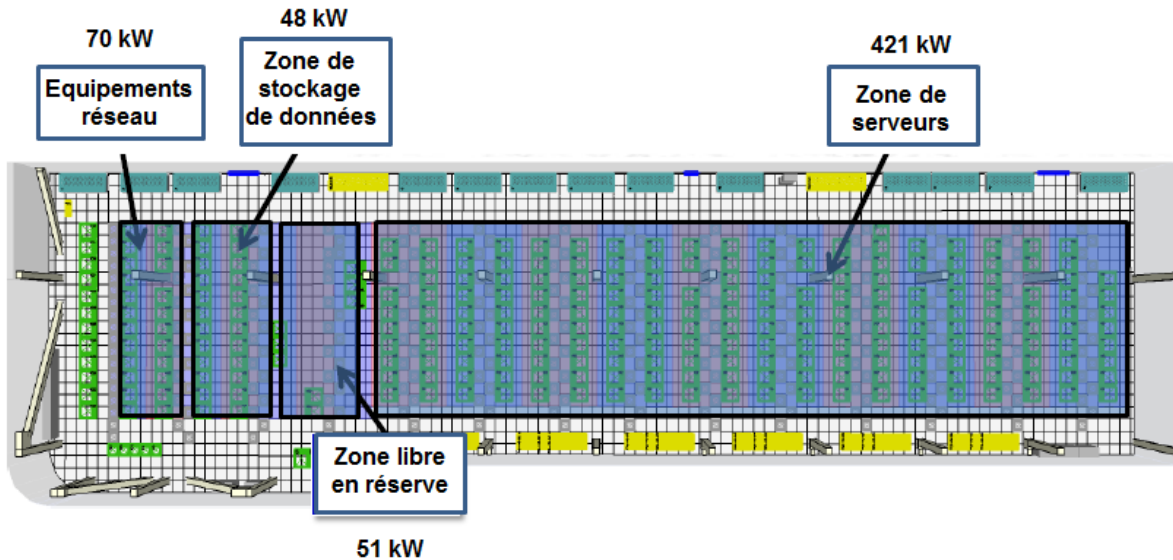 70 kW
Equipements
réseau
48 kW
Zone de
stockage
de données
421 kW
Zone de
serveurs
Zone libre
en réserve
51 kW